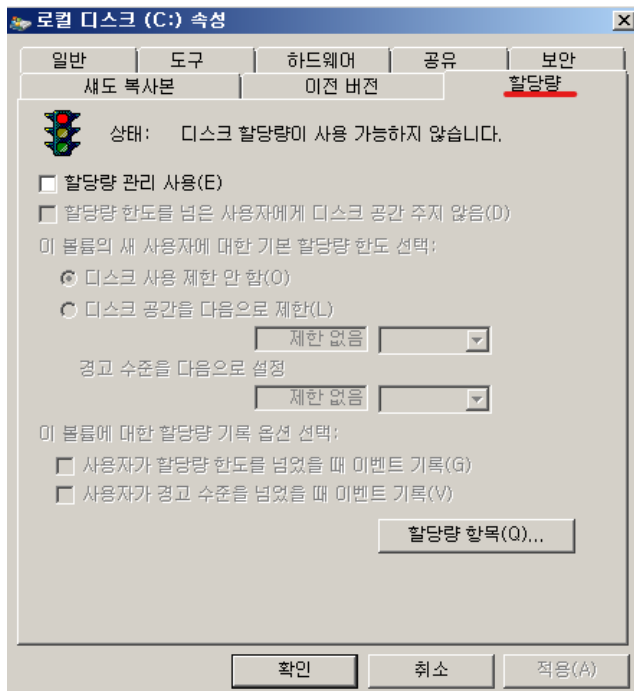 로컬 디스크 (C:) 속성
일반 도구 하드웨어 공유 보안
섀도 복사본 이전 버전 할당량
상태: 디스크 할당량이 사용 가능하지 않습니다.
할당량 관리 사용(E)
할당량 한도를 넘은 사용자에게 디스크 공간 주지 않음(D)
이 볼륨의 새 사용자에 대한 기본 할당량 한도 선택:
디스크 사용 제한 안 함(O)
디스크 공간을 다음으로 제한(L)
제한 없음
경고 수준을 다음으로 설정
제한 없음
이 볼륨에 대한 할당량 기록 옵션 선택:
사용자가 할당량 한도를 넘었을 때 이벤트 기록(G)
사용자가 경고 수준을 넘었을 때 이벤트 기록(V)
할당량 항목(Q)...
확인 취소 적용(A)